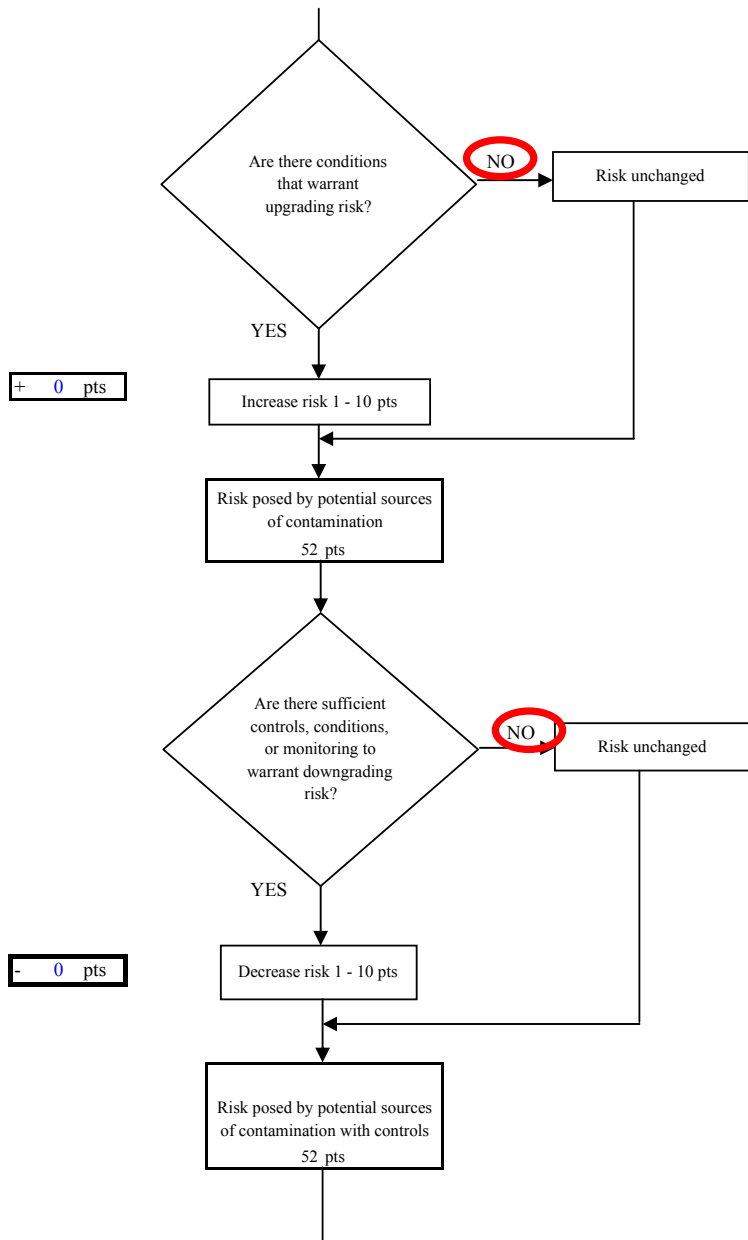 Are there conditions
that warrant
upgrading risk?
NO
Risk unchanged
YES
+ 0 pts
Increase risk 1 - 10 pts
Risk posed by potential sources
of contamination
52 pts
Are there sufficient
controls, conditions,
or monitoring to
warrant downgrading
risk?
NO
Risk unchanged
YES
- 0 pts
Decrease risk 1 - 10 pts
Risk posed by potential sources
of contamination with controls
52 pts